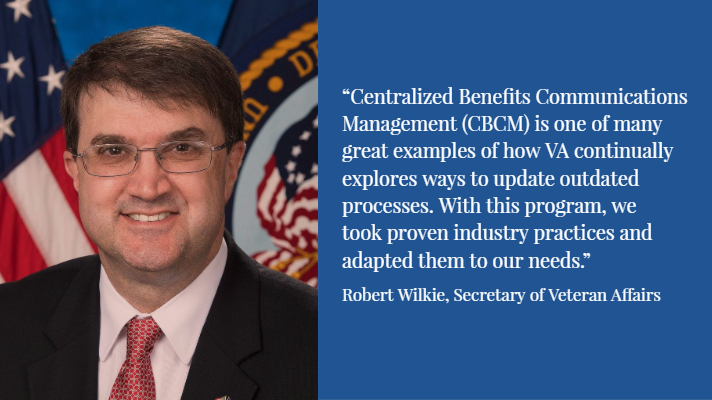 “Centralized Benefits Communications
Management (CBCM) is one of many
great examples of how VA continually
explores ways to update outdated
processes. With this program, we
took proven industry practices and
adapted them to our needs.”
Robert Wilkie, Secretary of Veteran Affairs